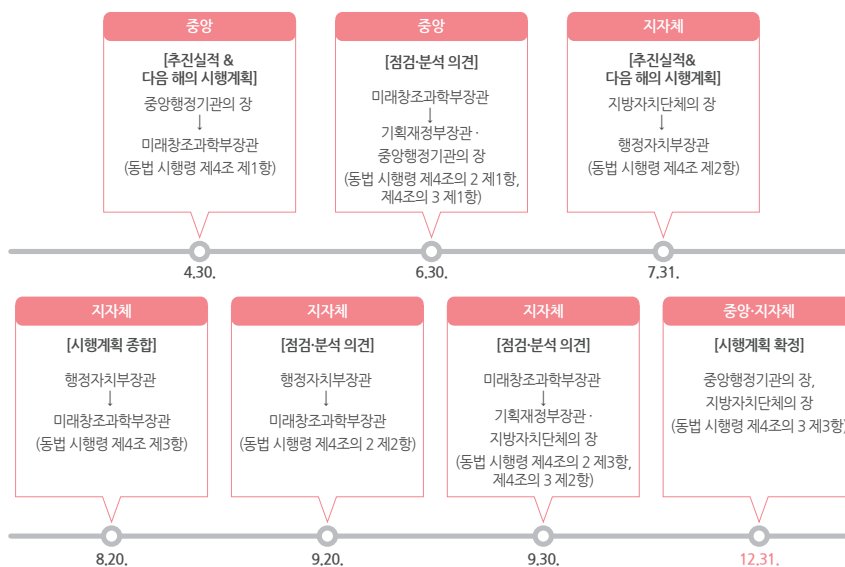 중앙
[추진실적 &
다음 해의 시행계획]
중앙행정기관의 장
↓
미래창조과학부장관
(동법 시행령 제4조 제1항)
4.30.
중앙
[점검·분석 의견]
미래창조과학부장관
↓
기획재정부장관 ·
중앙행정기관의 장
(동법 시행령 제4조의 2 제1항,
제4조의 3 제1항)
6.30.
지자체
[추진실적&
다음 해의 시행계획]
지방자치단체의 장
↓
행정자치부장관
(동법 시행령 제4조 제2항)
7.31.
지자체
[시행계획 종합]
행정자치부장관
↓
미래창조과학부장관
(동법 시행령 제4조 제3항)
8.20.
지자체
[점검·분석 의견]
행정자치부장관
↓
미래창조과학부장관
(동법 시행령 제4조의 2 제2항)
9.20.
지자체
[점검·분석 의견]
미래창조과학부장관
↓
기획재정부장관 ·
지방자치단체의 장
(동법 시행령 제4조의 2 제3항,
제4조의 3 제2항)
9.30.
중앙·지자체
[시행계획 확정]
중앙행정기관의 장,
지방자치단체의 장
(동법 시행령 제4조의 3 제3항)
12.31.